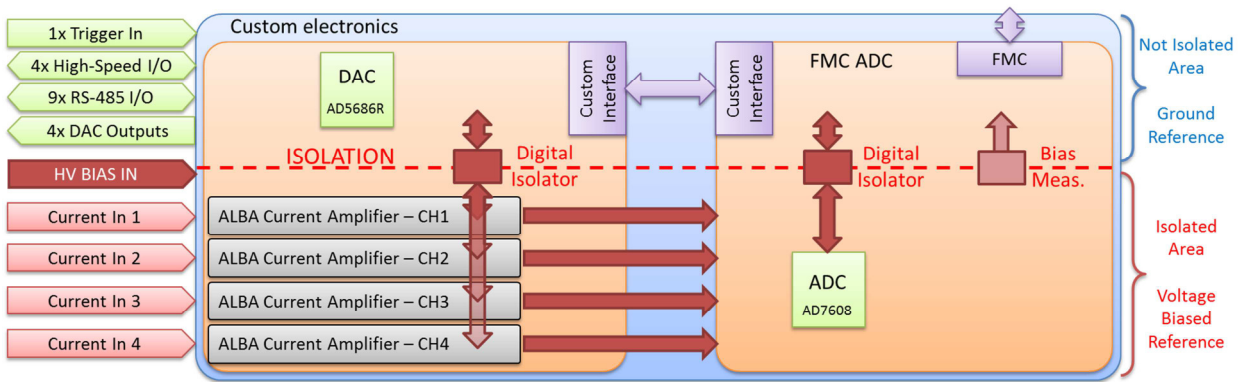 Custom electronics
1x Trigger In
4x High-Speed I/O
9x RS-485 I/O
4x DAC Outputs
HV BIAS IN
Current In 1
Current In 2
Current In 3
Current In 4
DAC
AD5686R
Custom
Interface
ISOLATION
Digital
Isolator
ALBA Current Amplifier – CH1
ALBA Current Amplifier – CH2
ALBA Current Amplifier – CH3
ALBA Current Amplifier – CH4
Custom
Interface
FMC ADC
FMC
Digital
Isolator
Bias
Meas.
ADC
AD7608
Not Isolated
Area
Ground
Reference
Isolated
Area
Voltage
Biased
Reference